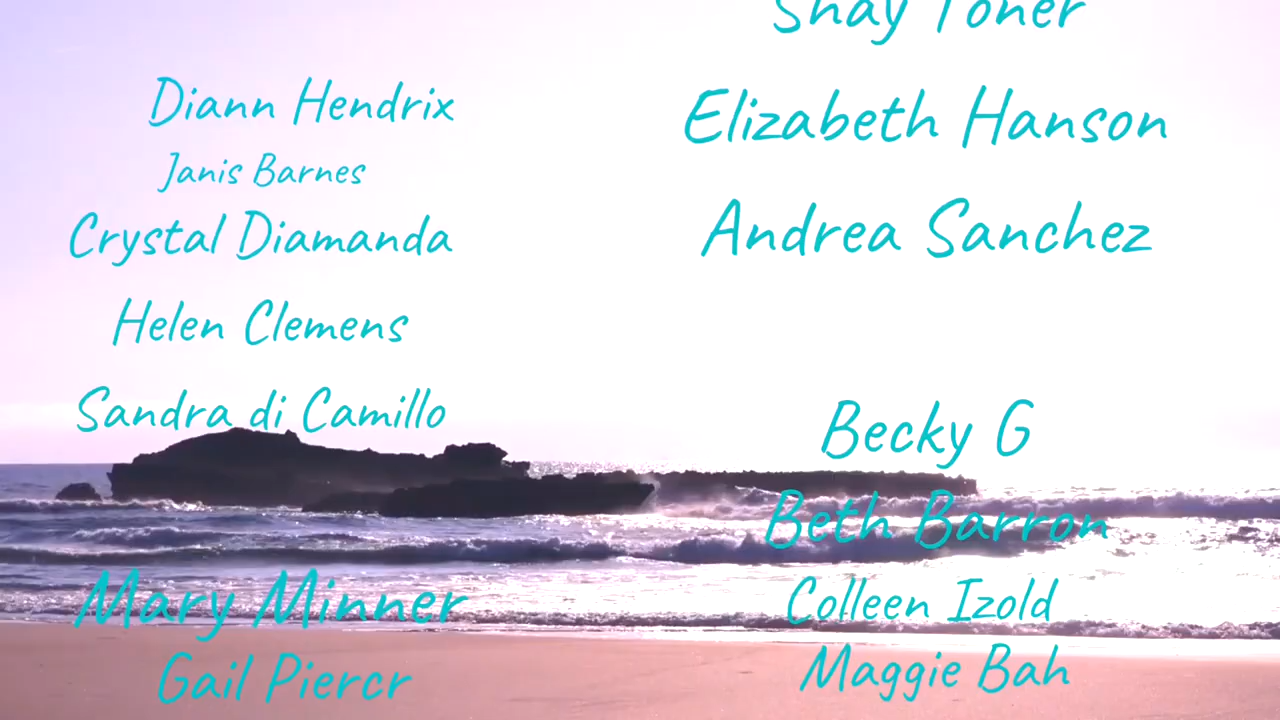 Shay Toner
Diann Hendrix
Elizabeth Hanson
Janis Barnes
Crystal Diamanda
Andrea Sanchez
Helen Clemens
Sandra di Camillo
Becky G
Beth Barron
Mary Minner
Colleen Izold
Gail Piercr
Maggie Bah